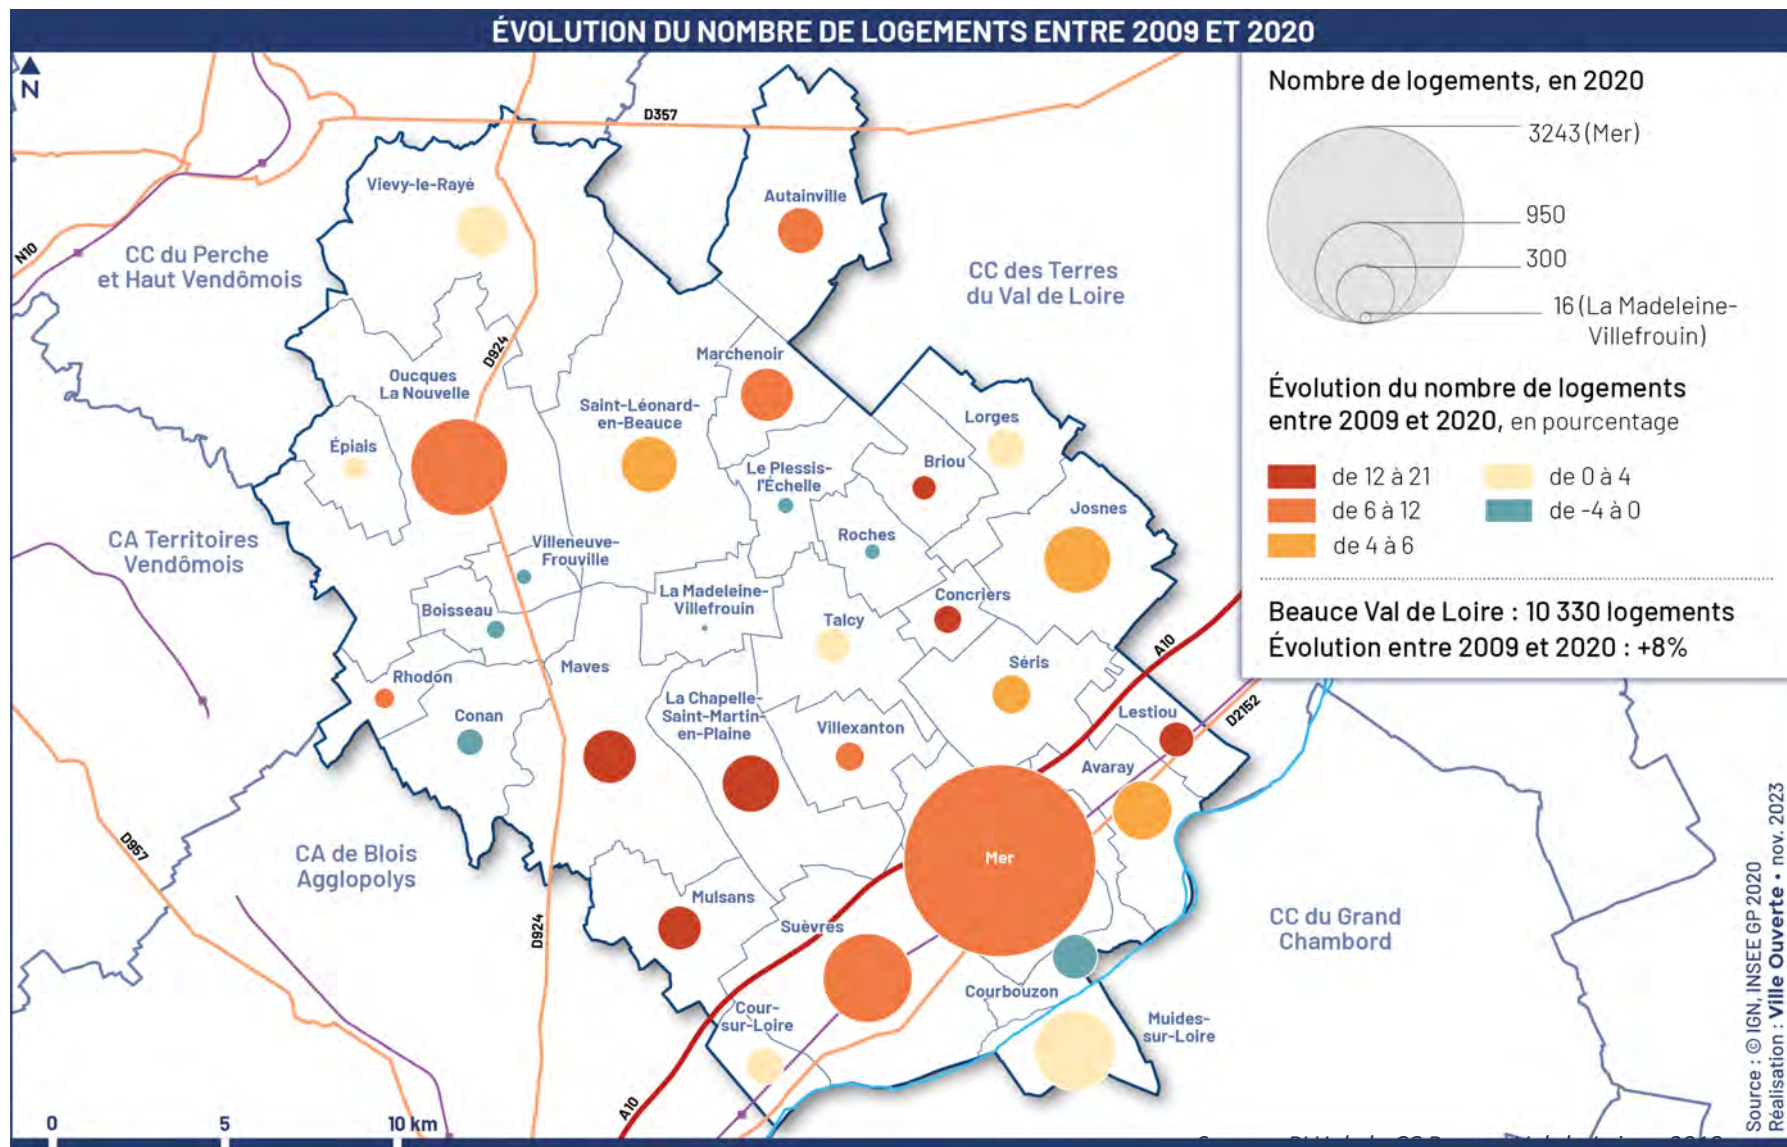 ÉVOLUTION DU NOMBRE DE LOGEMENTS ENTRE 2009 ET 2020
N
D357
Vievy-le-Rayé
Autainville
N10
CC du Perche
et Haut Vendômois
CC des Terres
du Val de Loire
D924
Oucques
La Nouvelle
Marchenoir
Saint-Léonard-
en-Beauce
Épiais
Lorges
Briou
Le Plessis-
l'Échelle
Josnes
Roches
CA Territoires
Vendômois
Villeneuve-
Frouville
Boisseau
La Madeleine-
Villefrouin
Concriers
Talcy
A10
Rhodon
Maves
Séris
Conan
La Chapelle-
Saint-Martin-
en-Plaine
Villexanton
Lestiou
D2152
Avaray
D957
CA de Blois
Agglopolys
Mer
Mulsans
D924
Suèvres
CC du Grand
Chambord
Courbouzon
Cour-
sur-Loire
Muides-
sur-Loire
A10
0 5 10 km
Nombre de logements, en 2020
3243 (Mer)
950
300
16 (La Madeleine-
Villefrouin)
Évolution du nombre de logements
entre 2009 et 2020, en pourcentage
de 12 à 21
de 6 à 12
de 4 à 6
de 0 à 4
de -4 à 0
Beauce Val de Loire : 10 330 logements
Évolution entre 2009 et 2020 : +8%
Source : © IGN, INSEE GP 2020
Réalisation : Ville Ouverte • nov. 2023